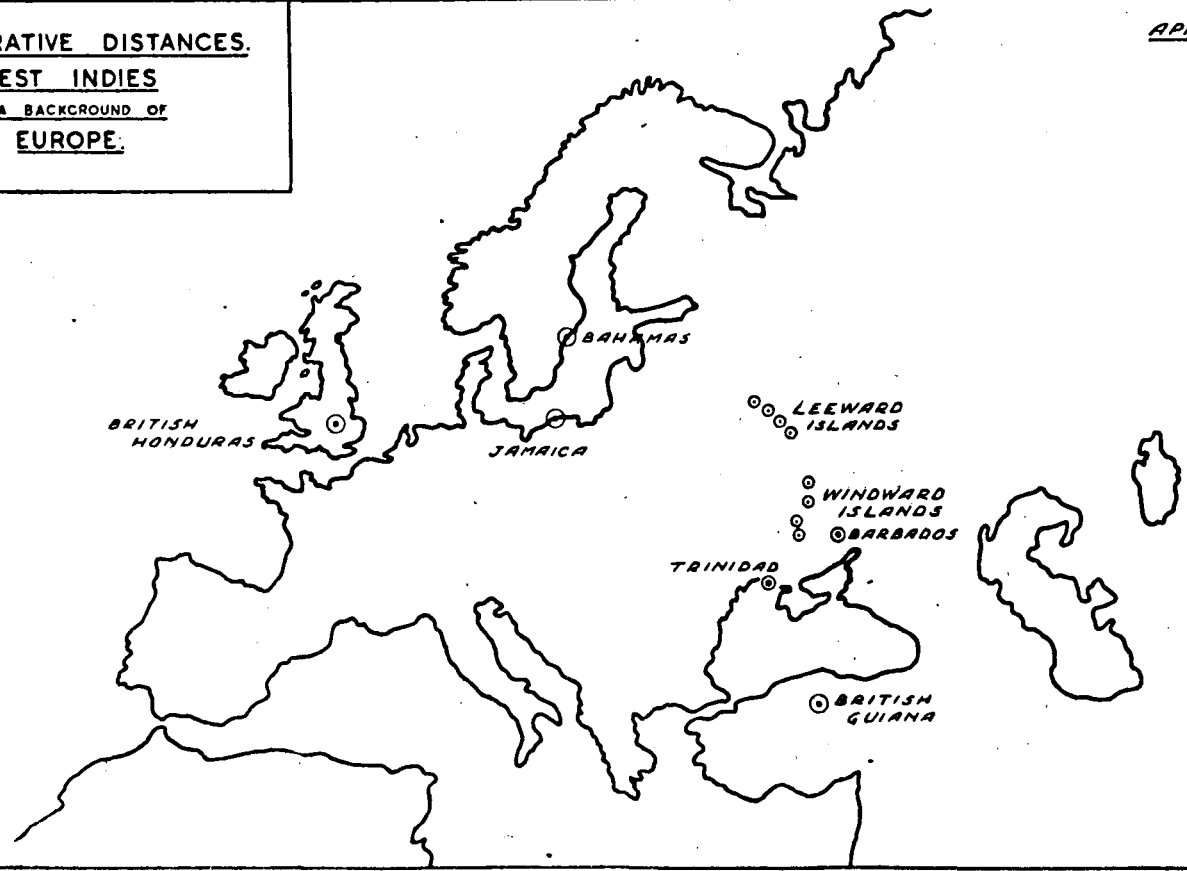 RATIVE DISTANCES.
EST INDIES
A BACKGROUND OF
EUROPE.
AP
BAHAMAS
BRITISH
HONDURAS
JAMAICA
LEEWARD
ISLANDS
WINDWARD
ISLANDS
BARBADOS
TRINIDAD
BRITISH
GUIANA